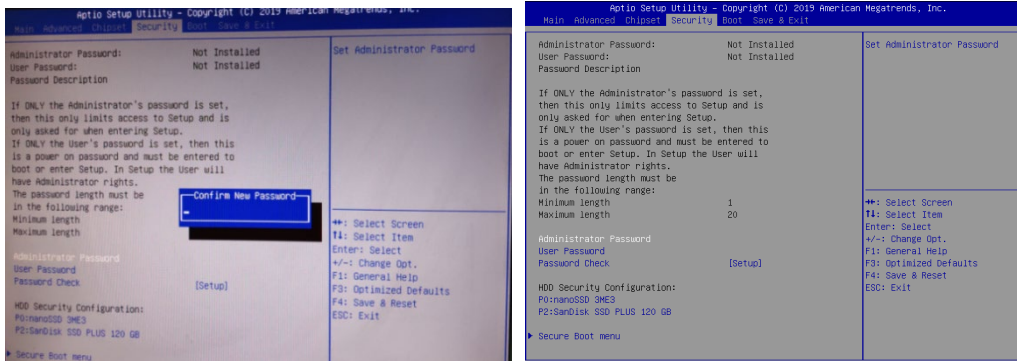 Aptio Setup Utility – Copyright (C) 2019 American Megatrends, Inc.
Main Advanced Chipset Security Boot Save & Exit
Administrator Password: Not Installed
User Password: Not Installed
Password Description
If ONLY the Administrator's password is set,
then this only limits access to Setup and is
only asked for when entering Setup.
If ONLY the User's password is set, then this
is a power on password and must be entered to
boot or enter Setup. In Setup the User will
have Administrator rights.
The password length must be
in the following range:
Minimum length
Maximum length
Administrator Password
User Password
Password Check [Setup]
HDD Security Configuration:
P0:nanoSSD 3ME3
P2:SanDisk SSD PLUS 120 GB
Secure Boot menu
Confirm New Password
Set Administrator Password
→←: Select Screen
↑↓: Select Item
Enter: Select
+/-: Change Opt.
F1: General Help
F3: Optimized Defaults
F4: Save & Reset
ESC: Exit
Aptio Setup Utility – Copyright (C) 2019 American Megatrends, Inc.
Main Advanced Chipset Security Boot Save & Exit
Administrator Password: Not Installed
User Password: Not Installed
Password Description
If ONLY the Administrator's password is set,
then this only limits access to Setup and is
only asked for when entering Setup.
If ONLY the User's password is set, then this
is a power on password and must be entered to
boot or enter Setup. In Setup the User will
have Administrator rights.
The password length must be
in the following range:
Minimum length 1
Maximum length 20
Administrator Password
User Password
Password Check [Setup]
HDD Security Configuration:
P0:nanoSSD 3ME3
P2:SanDisk SSD PLUS 120 GB
Secure Boot menu
Set Administrator Password
→←: Select Screen
↑↓: Select Item
Enter: Select
+/-: Change Opt.
F1: General Help
F3: Optimized Defaults
F4: Save & Reset
ESC: Exit